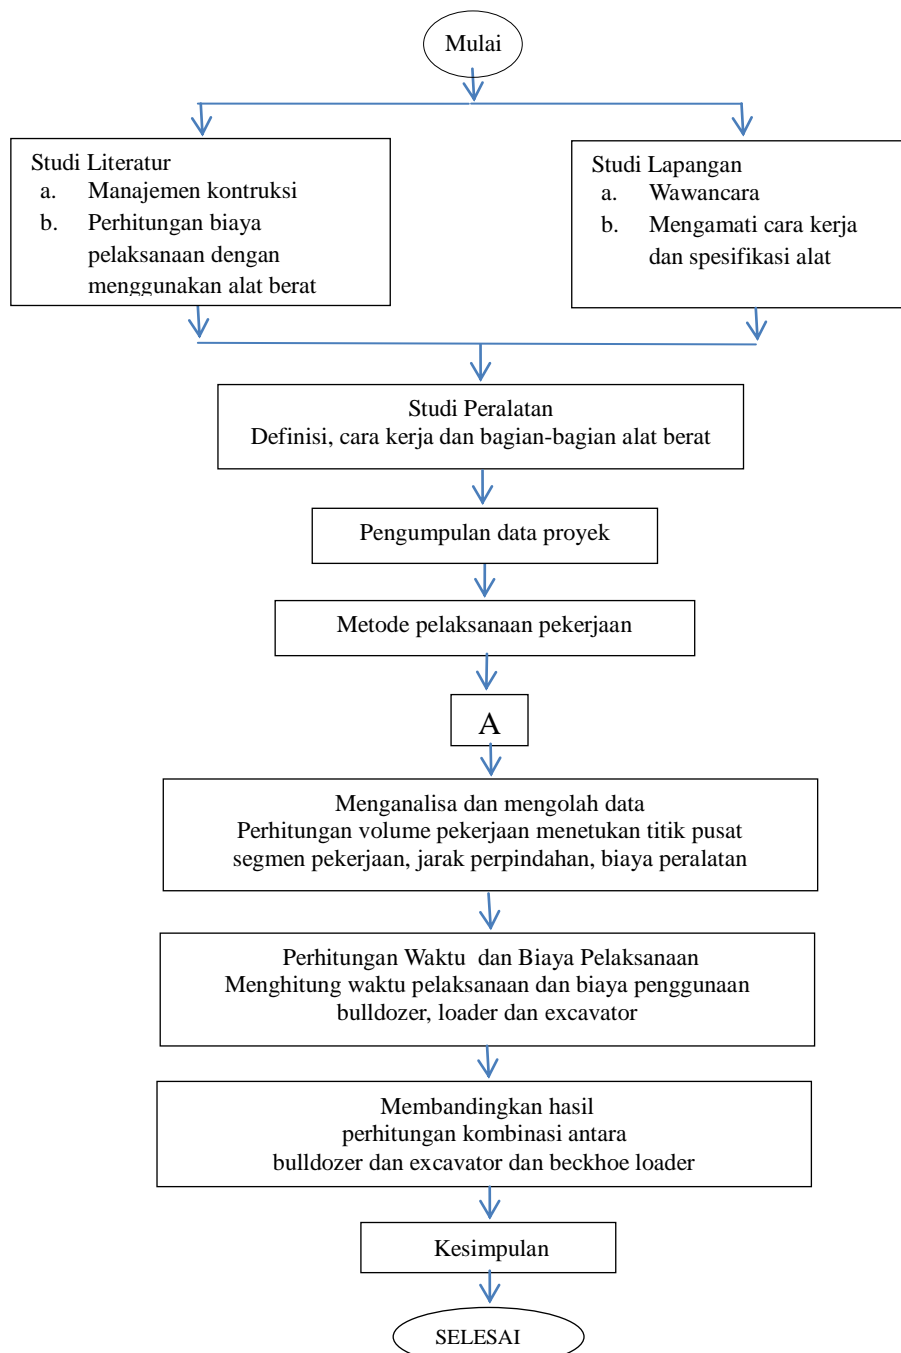 Mulai
Studi Literatur
a. Manajemen kontruksi
b. Perhitungan biaya
pelaksanaan dengan
menggunakan alat berat
Studi Lapangan
a. Wawancara
b. Mengamati cara kerja
dan spesifikasi alat
Studi Peralatan
Definisi, cara kerja dan bagian-bagian alat berat
Pengumpulan data proyek
Metode pelaksanaan pekerjaan
A
Menganalisa dan mengolah data
Perhitungan volume pekerjaan menetukan titik pusat
segmen pekerjaan, jarak perpindahan, biaya peralatan
Perhitungan Waktu dan Biaya Pelaksanaan
Menghitung waktu pelaksanaan dan biaya penggunaan
bulldozer, loader dan excavator
Membandingkan hasil
perhitungan kombinasi antara
bulldozer dan excavator dan beckhoe loader
Kesimpulan
SELESAI